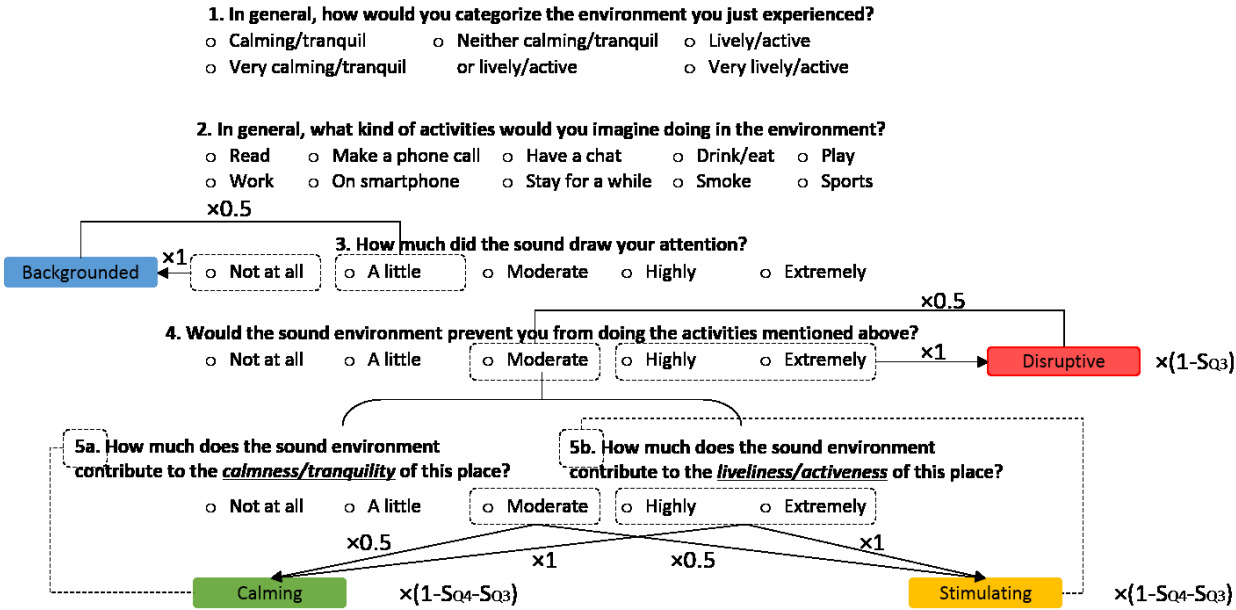 1. In general, how would you categorize the environment you just experienced?
o Calming/tranquil o Neither calming/tranquil o Lively/active
o Very calming/tranquil or lively/active o Very lively/active
2. In general, what kind of activities would you imagine doing in the environment?
o Read o Make a phone call o Have a chat o Drink/eat o Play
o Work o On smartphone o Stay for a while o Smoke o Sports
×0.5
3. How much did the sound draw your attention?
Backgrounded ×1 o Not at all o A little o Moderate o Highly o Extremely
×0.5
4. Would the sound environment prevent you from doing the activities mentioned above?
o Not at all o A little o Moderate o Highly o Extremely ×1 Disruptive ×(1-SQ3)
5a. How much does the sound environment
contribute to the calmness/tranquility of this place?
5b. How much does the sound environment
contribute to the liveliness/activeness of this place?
o Not at all o A little o Moderate o Highly o Extremely
×0.5 ×1 ×0.5 ×1
Calming ×(1-SQ4-SQ3) Stimulating ×(1-SQ4-SQ3)